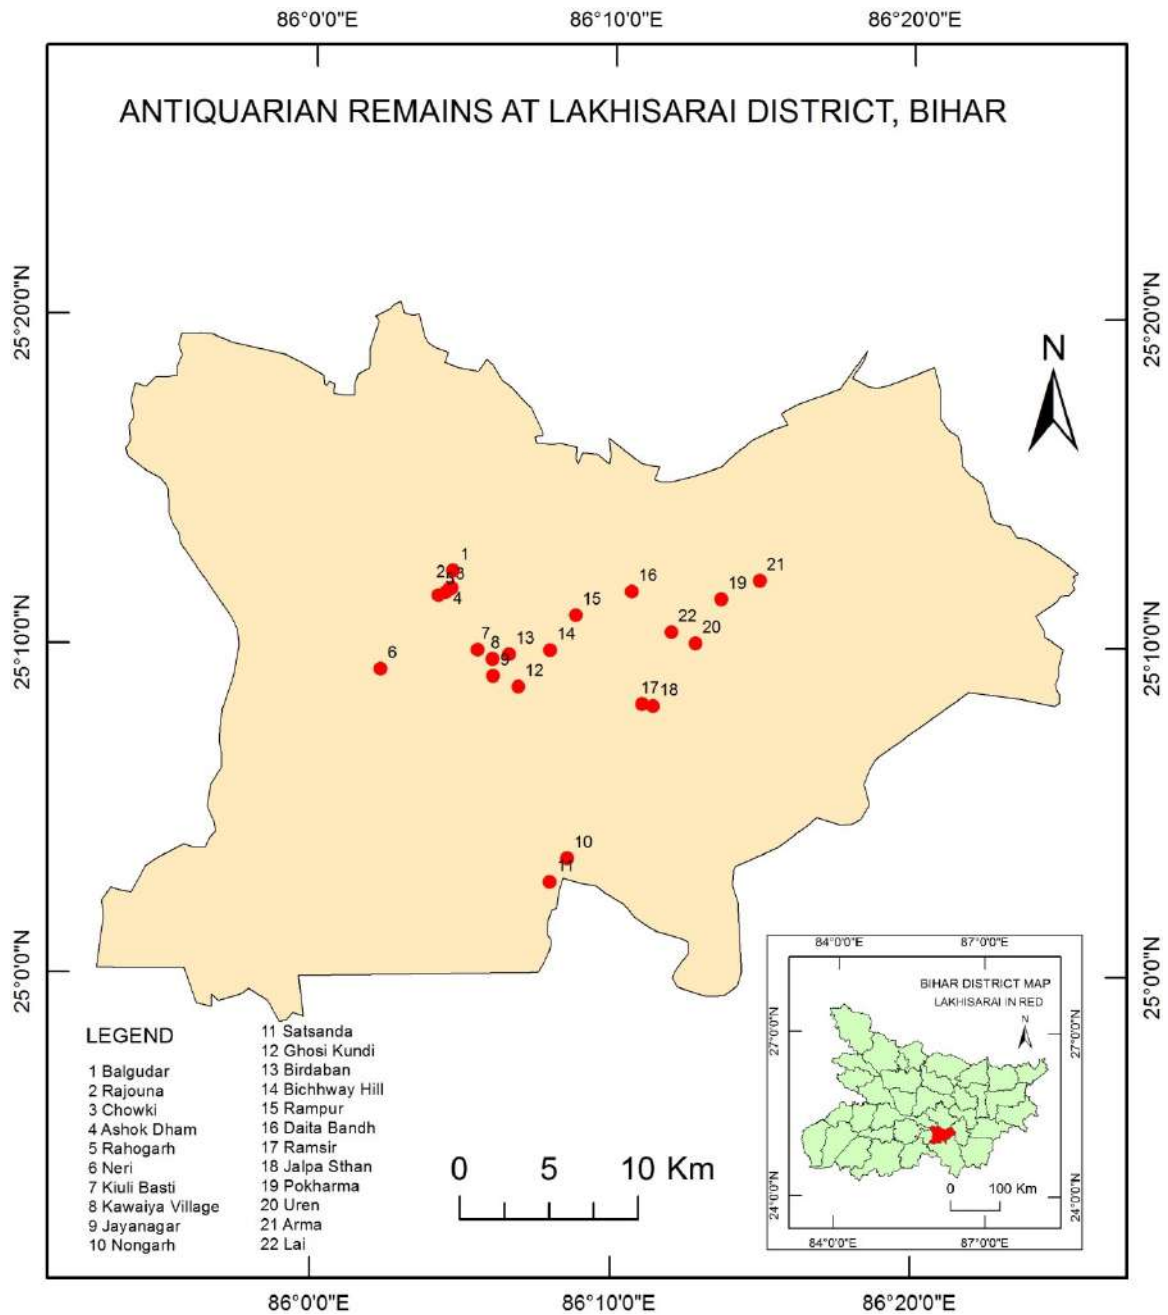 86°0'0"E 86°10'0"E 86°20'0"E
ANTIQUARIAN REMAINS AT LAKHISARAI DISTRICT, BIHAR
25°20'0"N
25°20'0"N
N
1
2
3
5
4
16
21
19
15
22
20
7
8
13
14
6
9
12
17
18
25°10'0"N
25°10'0"N
10
11
25°0'0"N
25°0'0"N
LEGEND
1 Balgudar
2 Rajouna
3 Chowki
4 Ashok Dham
5 Rahogarh
6 Neri
7 Kiuli Basti
8 Kawaiya Village
9 Jayanagar
10 Nongarh
11 Satsanda
12 Ghosi Kundi
13 Birdaban
14 Bichhway Hill
15 Rampur
16 Daita Bandh
17 Ramsir
18 Jalpa Sthan
19 Pokharma
20 Uren
21 Arma
22 Lai
0 5 10 Km
84°0'0"E 87°0'0"E
BIHAR DISTRICT MAP
LAKHISARAI IN RED
N
27°0'0"N
27°0'0"N
0 100 Km
24°0'0"N
24°0'0"N
84°0'0"E 87°0'0"E
86°0'0"E 86°10'0"E 86°20'0"E